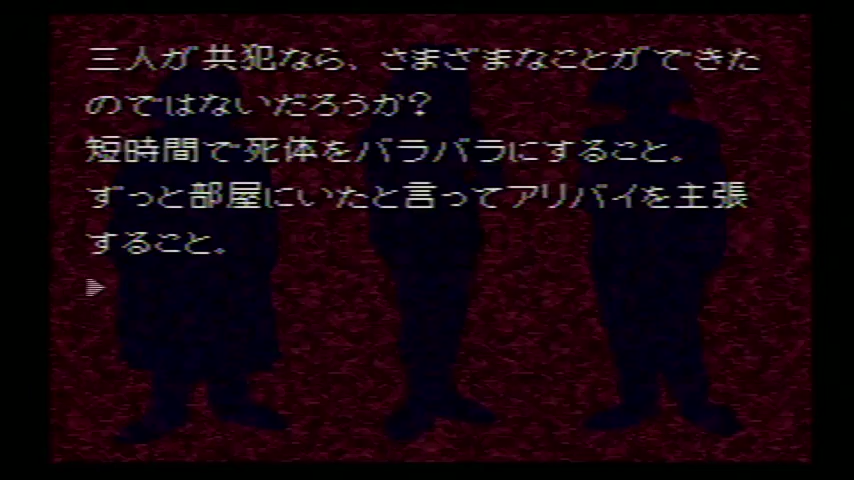 三人が共犯なら、さまざまなことができた
のではないだろうか？
短時間で死体をバラバラにすること。
ずっと部屋にいたと言ってアリバイを主張
すること。